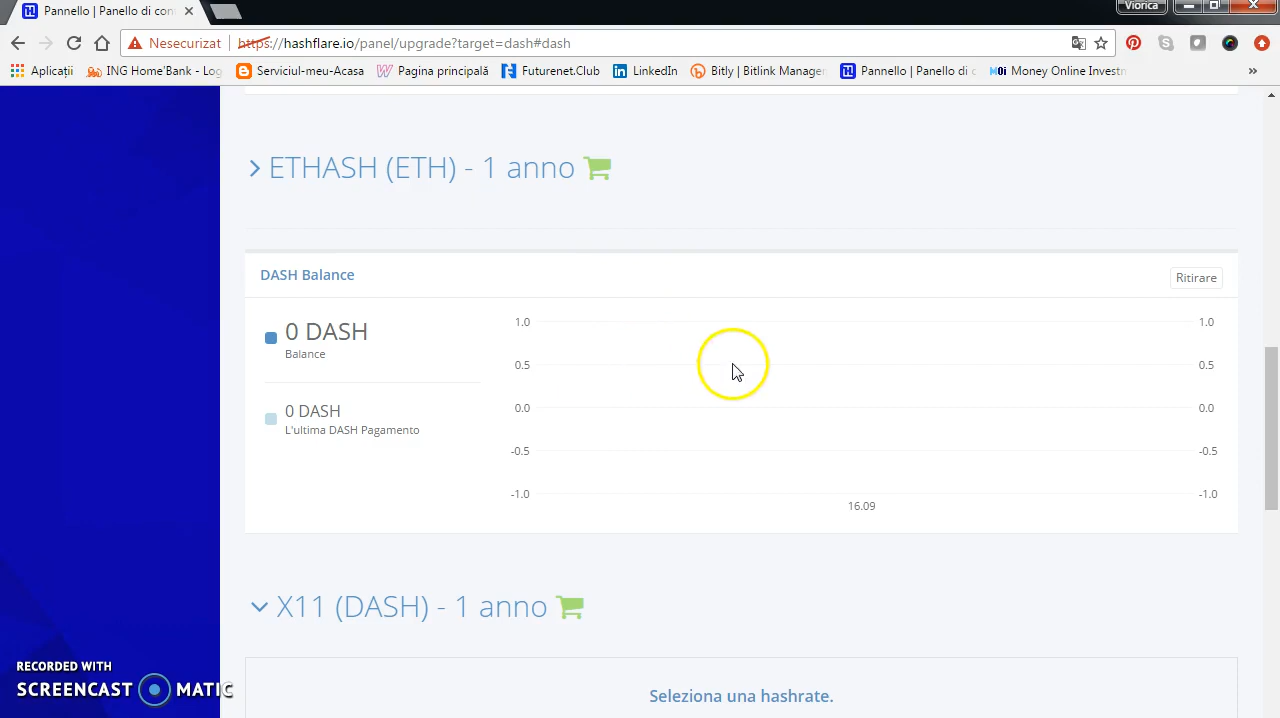 Pannello | Panello di con
Viorica
Nesecurizat
https://hashflare.io/panel/upgrade?target=dash#dash
Aplicații
ING Home'Bank - Log
Serviciul-meu-Acasa
Pagina principală
Futurenet.Club
LinkedIn
Bitly | Bitlink Manager
Pannello | Panello di c
Money Online Investm
ETHASH (ETH) - 1 anno
DASH Balance
Ritirare
0 DASH
Balance
0 DASH
L'ultima DASH Pagamento
1.0 1.0
0.5 0.5
0.0 0.0
-0.5 -0.5
-1.0 -1.0
16.09
X11 (DASH) - 1 anno
Seleziona una hashrate.
RECORDED WITH
SCREENCAST MATIC